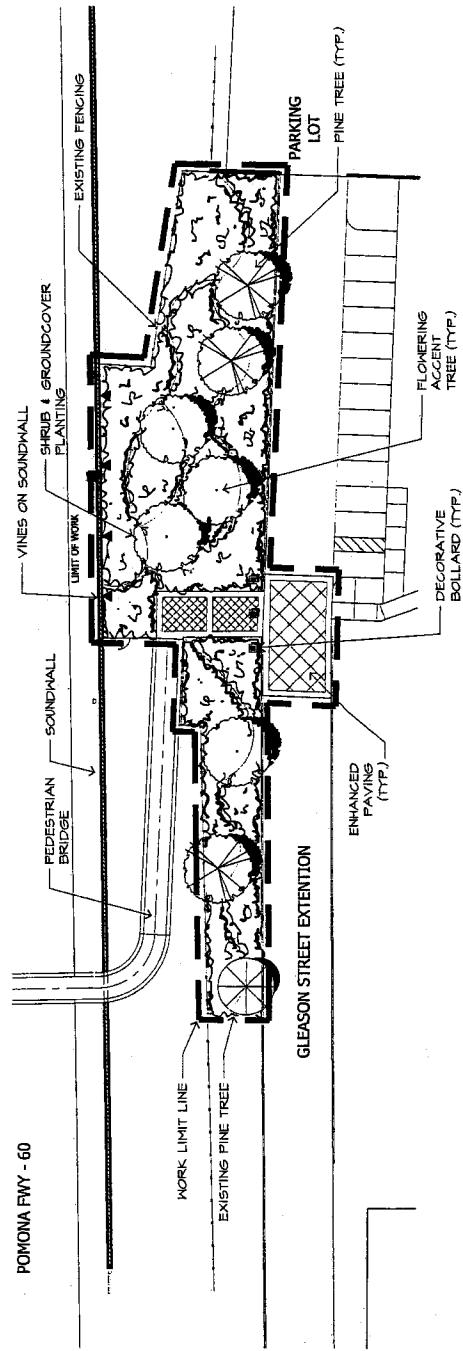 POMONA FWY - 60
PEDESTRIAN
BRIDGE
SOUNDWALL
VINES ON SOUNDWALL
LIMIT OF WORK
SHRUB & GROUNDCOVER
PLANTING
EXISTING FENCING
WORK LIMIT LINE
EXISTING PINE TREE
GLEASON STREET EXTENTION
ENHANCED
PAVING
(TYP.)
DECORATIVE
BOLLARD (TYP.)
FLOWERING
ACCENT
TREE (TYP.)
PARKING
LOT
PINE TREE (TYP.)